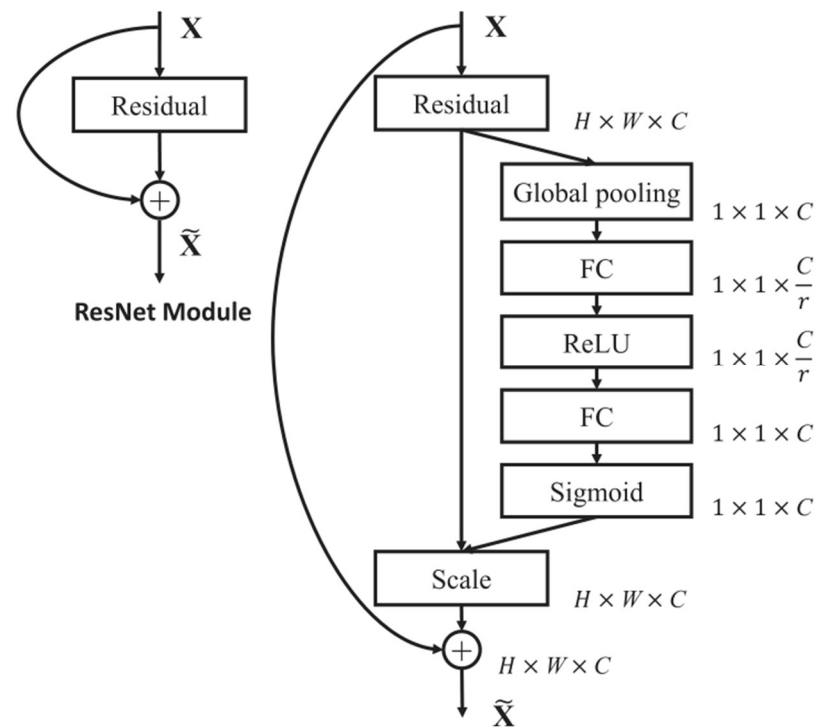 X
Residual
+
X̃
ResNet Module
X
Residual
H × W × C
Global pooling
1 × 1 × C
FC
1 × 1 × C/r
ReLU
1 × 1 × C/r
FC
1 × 1 × C
Sigmoid
1 × 1 × C
Scale
H × W × C
+
H × W × C
X̃